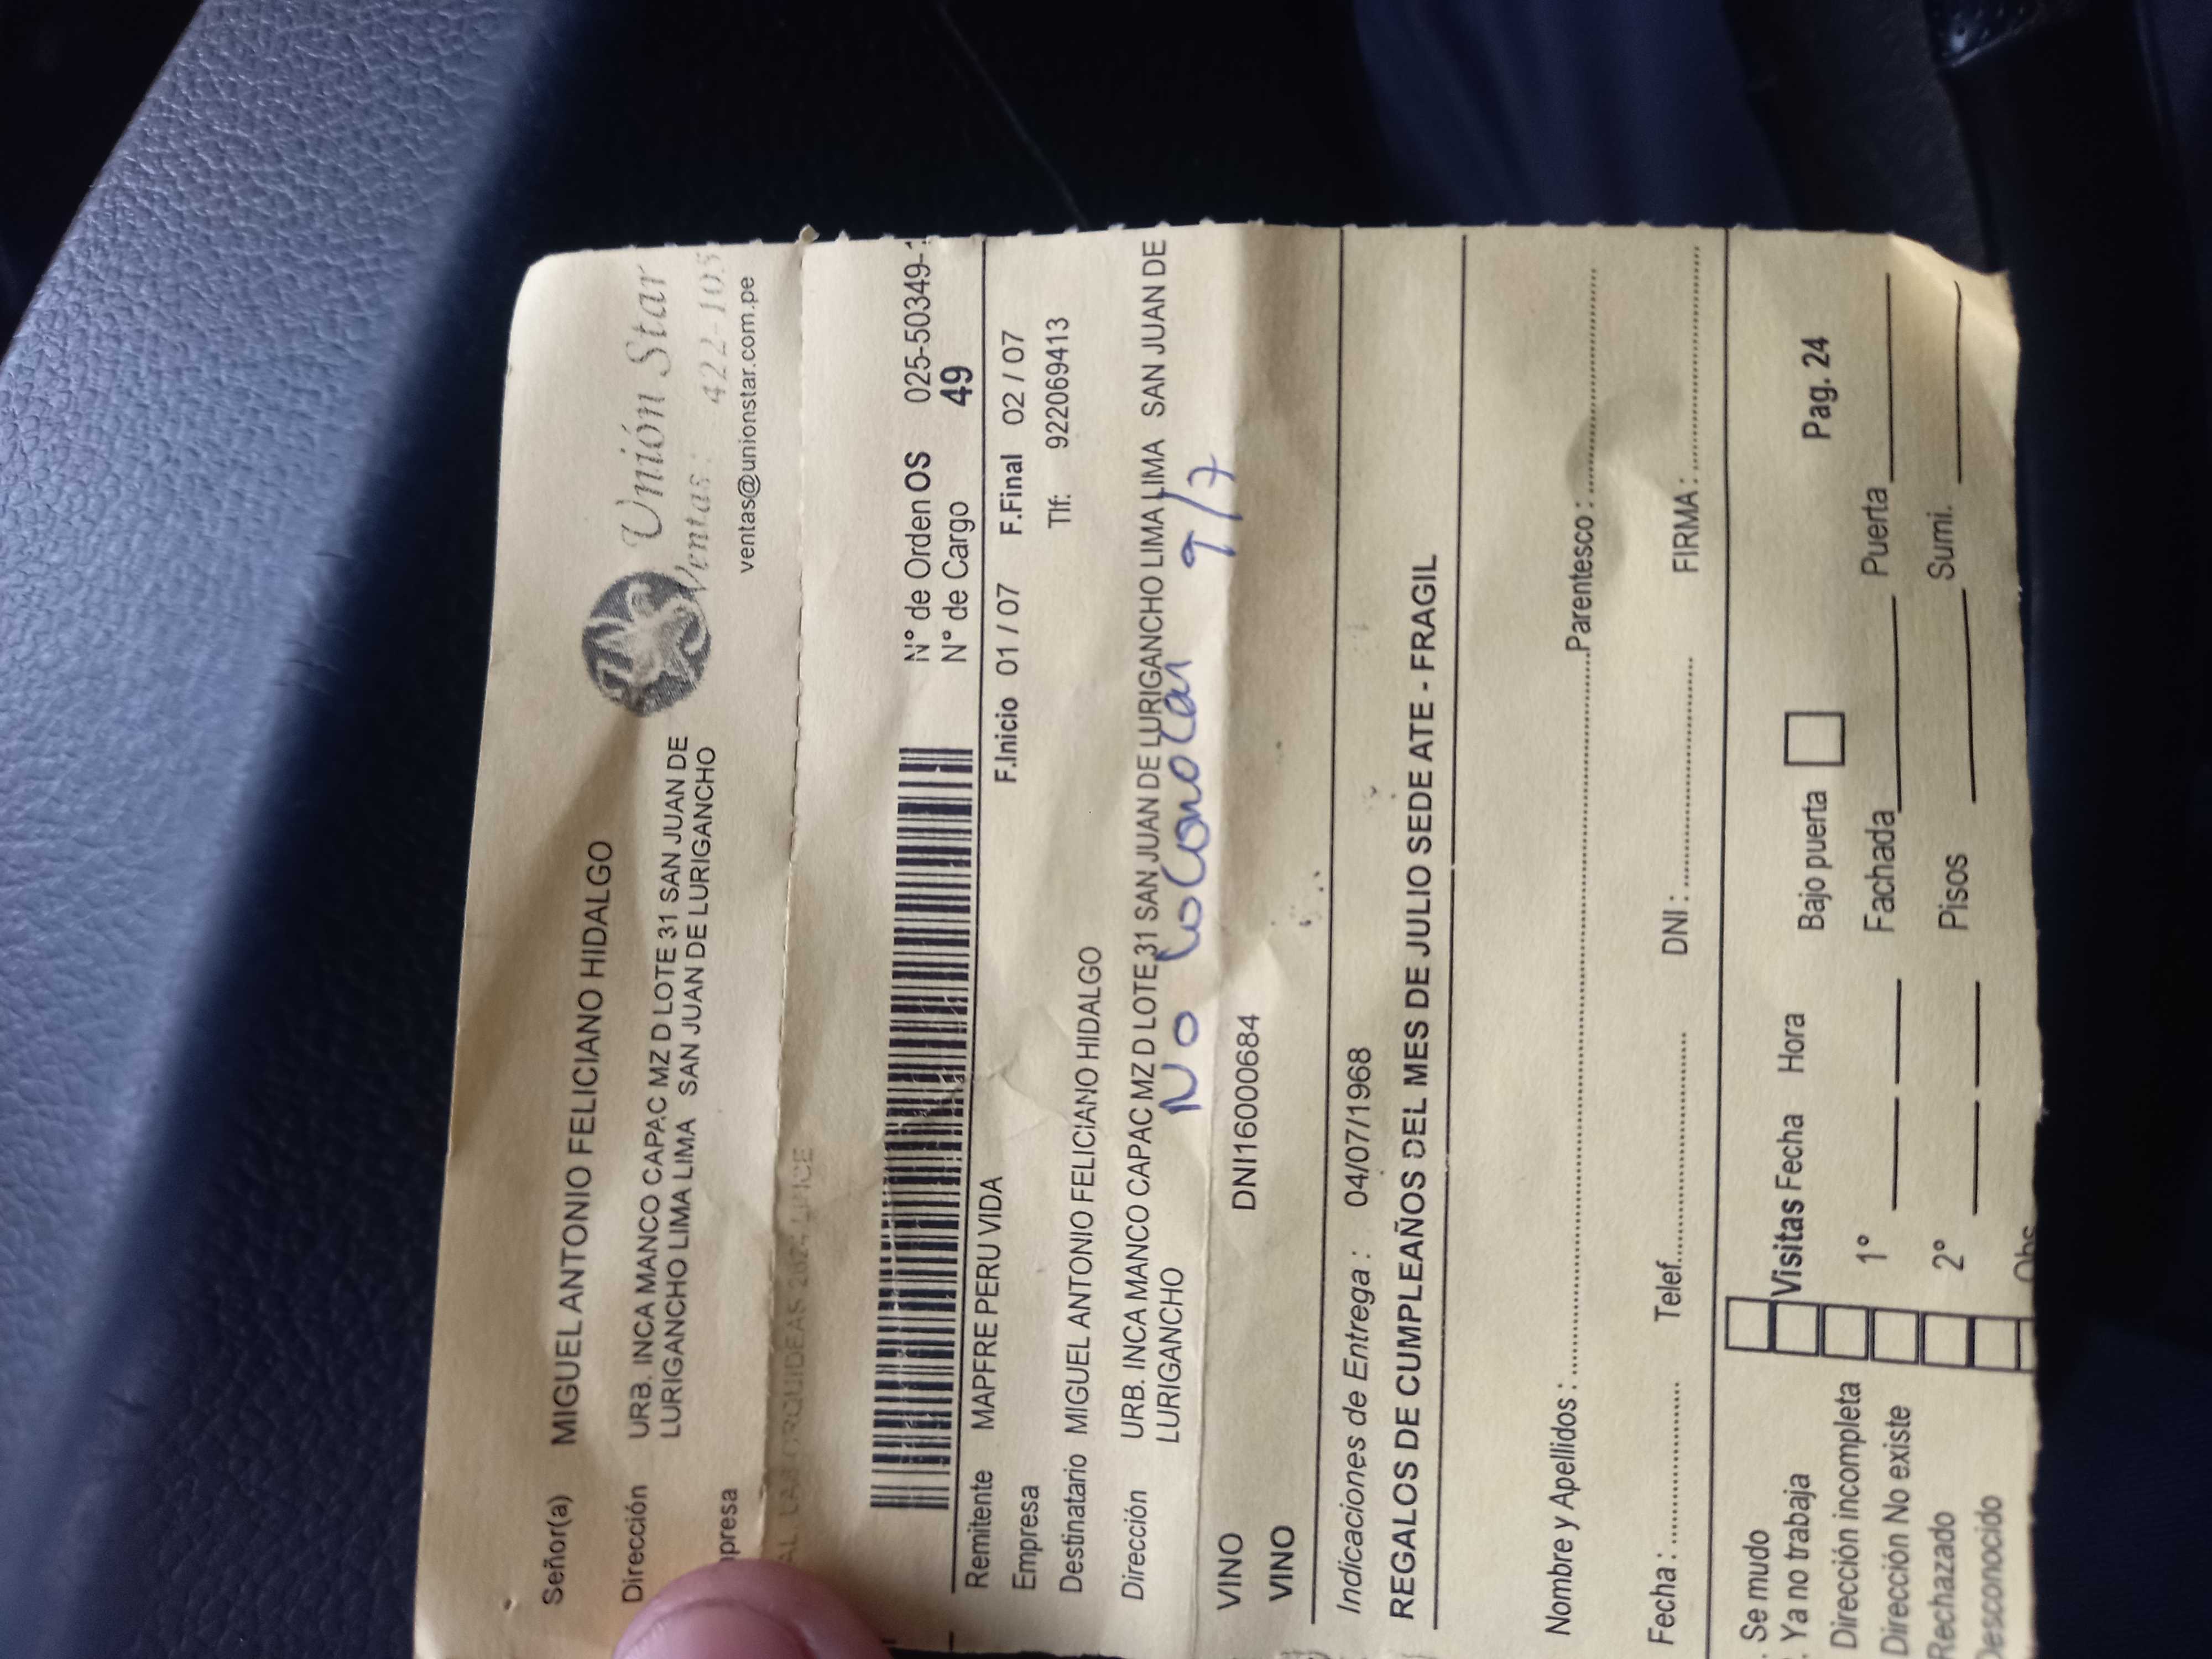 Señor(a) MIGUEL ANTONIO FELICIANO HIDALGO
Unión Star
Dirección URB. INCA MANCO CAPAC MZ D LOTE 31 SAN JUAN DE
LURIGANCHO LIMA LIMA SAN JUAN DE LURIGANCHO
Ventas: 422-105
ventas@unionstar.com.pe
presa
N° de Orden OS 025-50349-1
N° de Cargo 49
Remitente MAPFRE PERU VIDA
F.Inicio 01 / 07 F.Final 02 / 07
Empresa
Tlf: 922069413
Destinatario MIGUEL ANTONIO FELICIANO HIDALGO
Dirección URB. INCA MANCO CAPAC MZ D LOTE 31 SAN JUAN DE LURIGANCHO LIMA LIMA SAN JUAN DE
LURIGANCHO
No lo Conocen 9/7
VINO DNI16000684
VINO
Indicaciones de Entrega : 04/07/1968
REGALOS DE CUMPLEAÑOS DEL MES DE JULIO SEDE ATE - FRAGIL
Nombre y Apellidos : Parentesco :
Fecha : Telef. DNI : FIRMA :
Se mudo
Ya no trabaja Visitas Fecha Hora Bajo puerta Pag. 24
Dirección incompleta 1° Fachada Puerta
Dirección No existe
Rechazado 2° Pisos Sumi.
Desconocido Obs